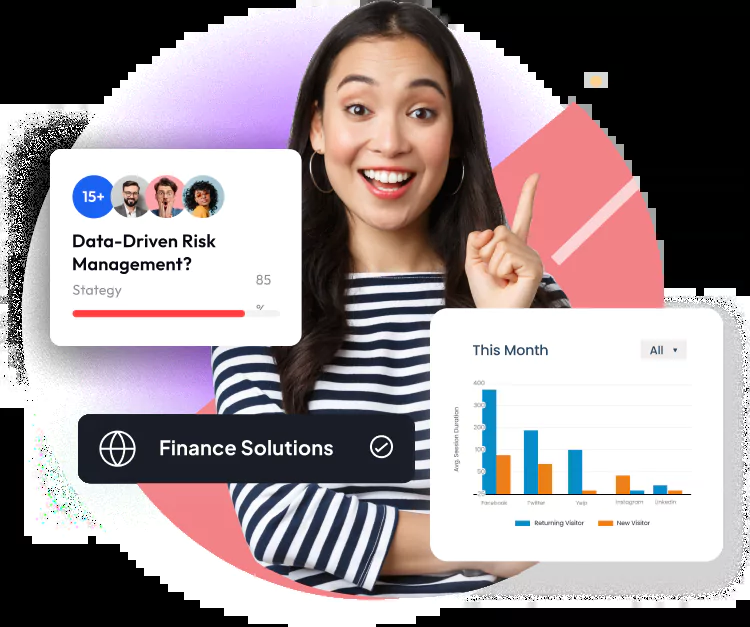 15+
Data-Driven Risk
Management?
Stategy
85
%
Finance Solutions
This Month
All
Avg. Session Duration
400
300
200
100
50
Facebook
Twitter
Yelp
Instagram
LinkedIn
Returning Visitor
New Visitor